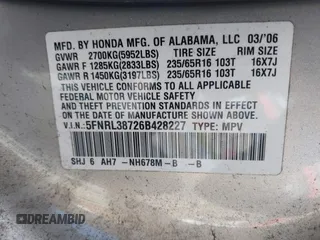 MFD. BY HONDA MFG. OF ALABAMA, LLC 03/'06
GVWR 2700KG(5952LBS) TIRE SIZE RIM SIZE
GAWR F 1285KG(2833LBS) 235/65R16 103T 16X7J
GAWR R 1450KG(3197LBS) 235/65R16 103T 16X7J
THIS VEHICLE CONFORMS TO ALL APPLICABLE
FEDERAL MOTOR VEHICLE SAFETY AND THEFT
PREVENTION STANDARDS IN EFFECT ON THE DATE
OF MANUFACTURE SHOWN ABOVE.
V.I.N.:5FNRL38726B428227 TYPE: MPV
SHJ 6 AH7 -NH678M-B -B
DREAMBID